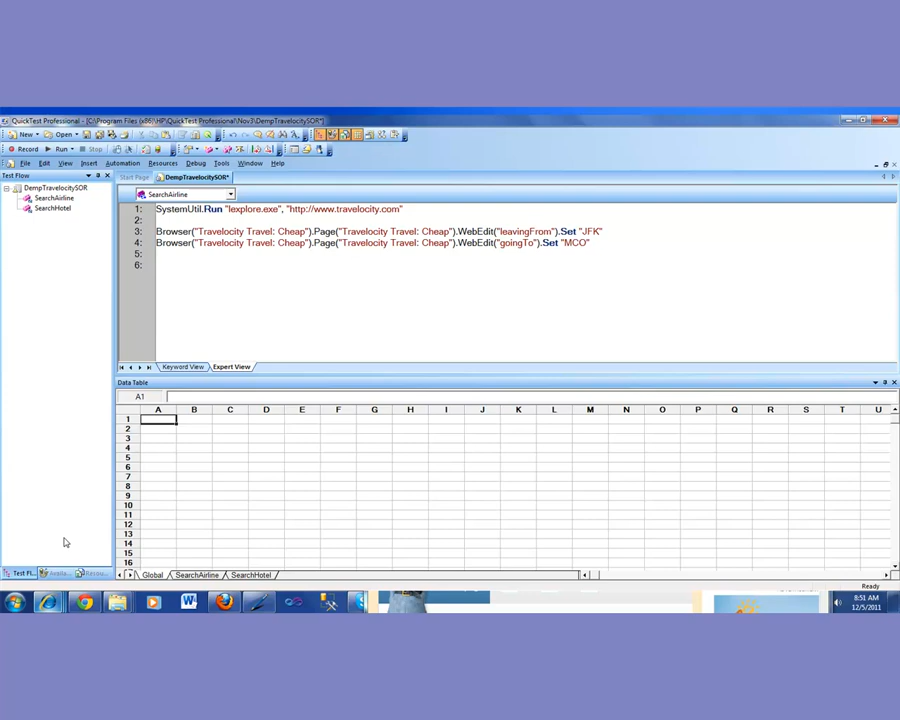 QuickTest Professional - [C:\Program Files (x86)\HP\QuickTest Professional\Nov3\DempTravelocitySOR*]
New Open
Record Run Stop
File Edit View Insert Automation Resources Debug Tools Window Help
Test Flow
Start Page DempTravelocitySOR*
DempTravelocitySOR
SearchAirline
SearchHotel
SearchAirline
1: SystemUtil.Run "Iexplore.exe", "http://www.travelocity.com"
2:
3: Browser("Travelocity Travel: Cheap").Page("Travelocity Travel: Cheap").WebEdit("leavingFrom").Set "JFK"
4: Browser("Travelocity Travel: Cheap").Page("Travelocity Travel: Cheap").WebEdit("goingTo").Set "MCO"
5:
6:
Keyword View Expert View
Data Table
A1
A B C D E F G H I J K L M N O P Q R S T U
1
2
3
4
5
6
7
8
9
10
11
12
13
14
15
16
Test Fl... Availa... Resou...
Global SearchAirline SearchHotel
Ready
8:51 AM
12/5/2011